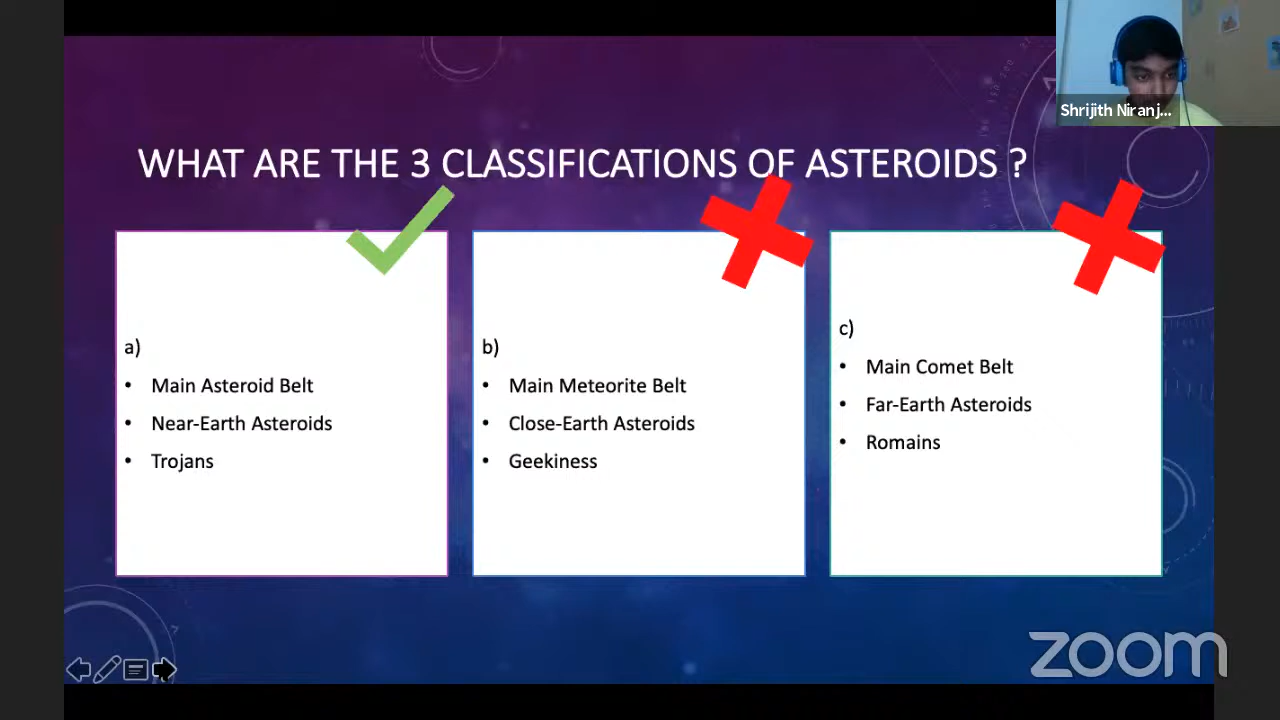 Shrijith Niranj...
WHAT ARE THE 3 CLASSIFICATIONS OF ASTEROIDS ?
a)
• Main Asteroid Belt
• Near-Earth Asteroids
• Trojans
b)
• Main Meteorite Belt
• Close-Earth Asteroids
• Geekiness
c)
• Main Comet Belt
• Far-Earth Asteroids
• Romains
zoom